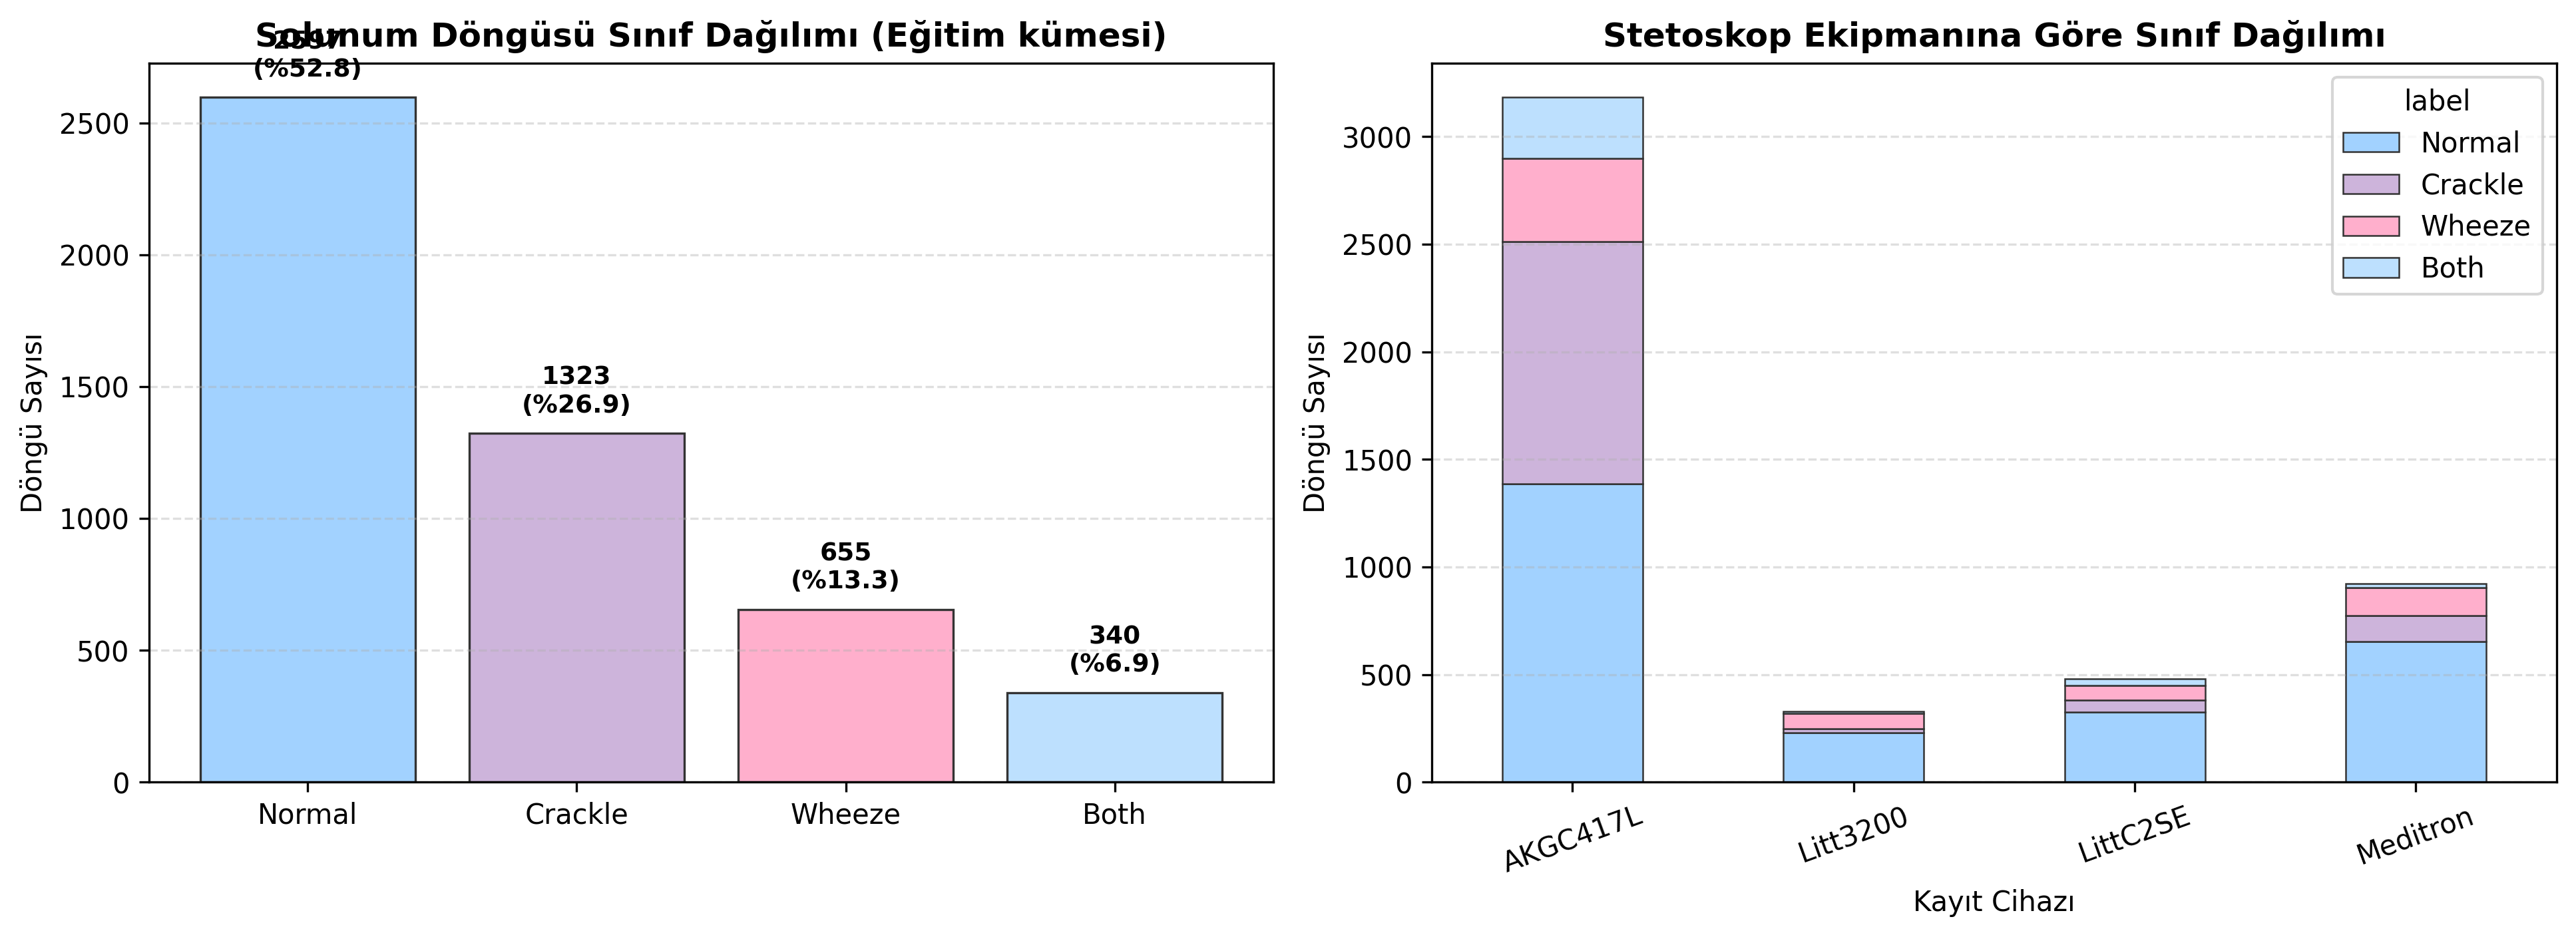 Solunum Döngüsü Sınıf Dağılımı (Eğitim kümesi)
2597
(%52.8)
1323
(%26.9)
655
(%13.3)
340
(%6.9)
Döngü Sayısı
2500
2000
1500
1000
500
0
Normal
Crackle
Wheeze
Both
Stetoskop Ekipmanına Göre Sınıf Dağılımı
label
Normal
Crackle
Wheeze
Both
Döngü Sayısı
3000
2500
2000
1500
1000
500
0
AKGC417L
Litt3200
LittC2SE
Meditron
Kayıt Cihazı